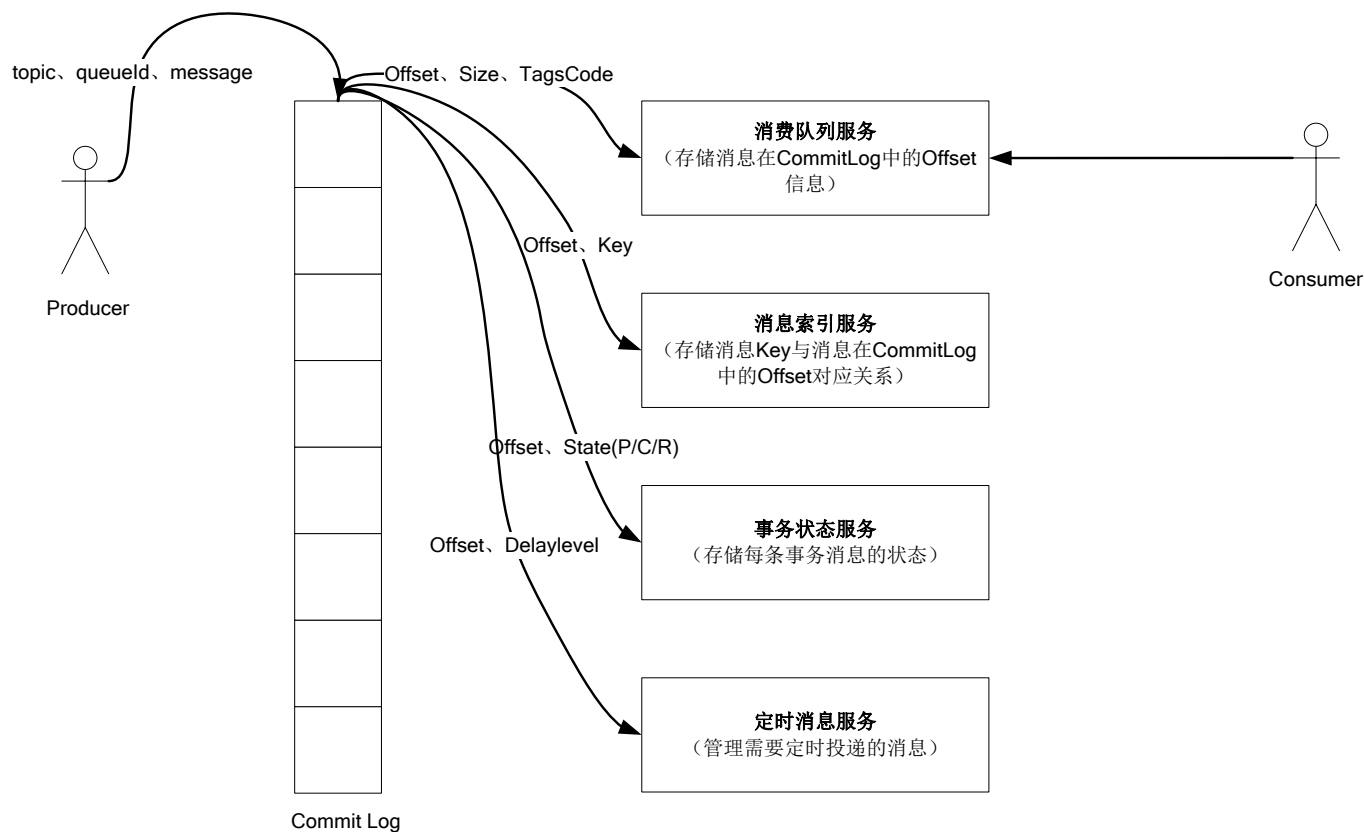 topic、queueId、message
Offset、Size、TagsCode
消费队列服务
（存储消息在CommitLog中的Offset
信息）
Offset、Key
Producer
Consumer
消息索引服务
（存储消息Key与消息在CommitLog
中的Offset对应关系）
Offset、State(P/C/R)
事务状态服务
（存储每条事务消息的状态）
Offset、Delaylevel
定时消息服务
（管理需要定时投递的消息）
Commit Log